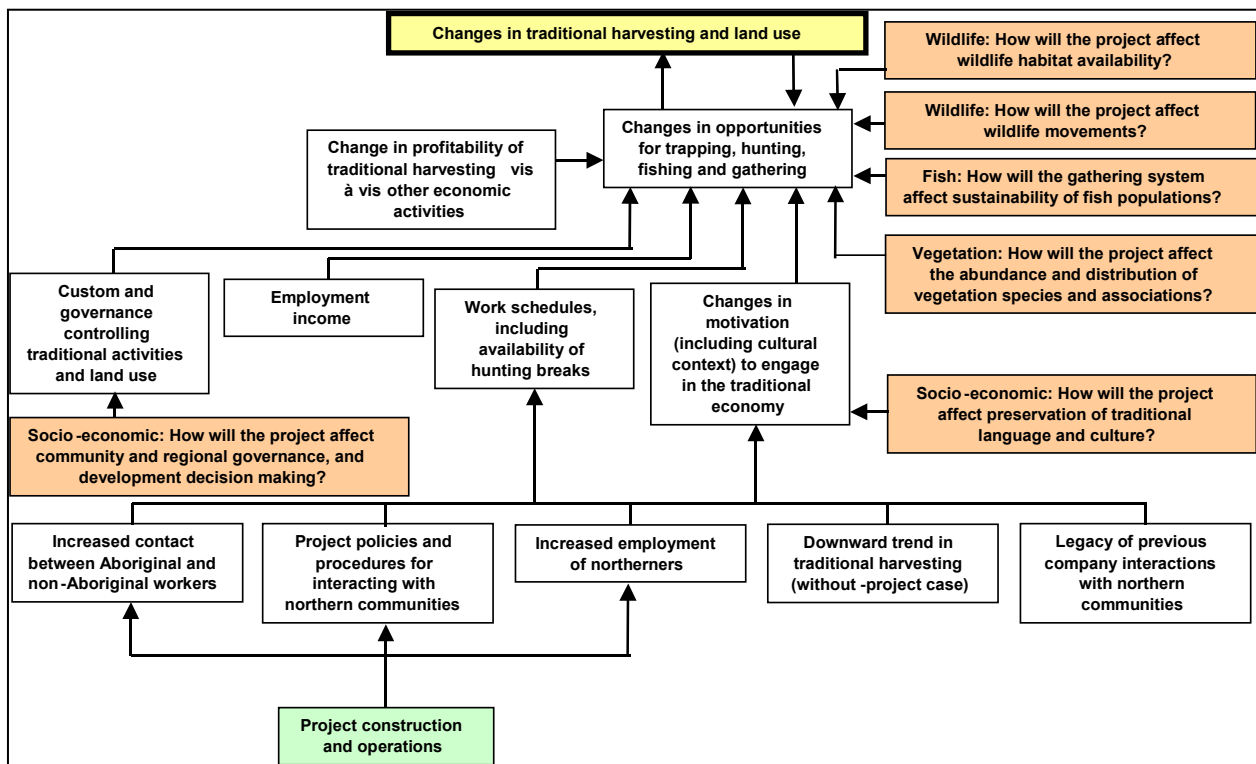 Changes in traditional harvesting and land use
Wildlife: How will the project affect
wildlife habitat availability?
Wildlife: How will the project affect
wildlife movements?
Changes in opportunities
for trapping, hunting,
fishing and gathering
Change in profitability of
traditional harvesting vis
à vis other economic
activities
Fish: How will the gathering system
affect sustainability of fish populations?
Vegetation: How will the project affect
the abundance and distribution of
vegetation species and associations?
Custom and
governance
controlling
traditional activities
and land use
Employment
income
Work schedules,
including
availability of
hunting breaks
Changes in
motivation
(including cultural
context) to engage
in the traditional
economy
Socio-economic: How will the project
affect preservation of traditional
language and culture?
Socio-economic: How will the project affect
community and regional governance, and
development decision making?
Increased contact
between Aboriginal and
non-Aboriginal workers
Project policies and
procedures for
interacting with
northern communities
Increased employment
of northerners
Downward trend in
traditional harvesting
(without -project case)
Legacy of previous
company interactions
with northern
communities
Project construction
and operations